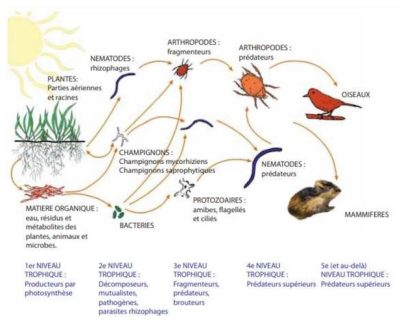 NEMATODES :
rhizophages
ARTHROPODES :
fragmenteurs
ARTHROPODES :
prédateurs
PLANTES:
Parties aériennes
et racines
OISEAUX
CHAMPIGNONS :
Champignons mycorhiziens
Champignons saprophytiques
NEMATODES :
prédateurs
MATIERE ORGANIQUE :
eau, résidus et
métabolites des
plantes, animaux et
microbes.
BACTERIES
PROTOZOAIRES :
amibes, flagellés
et ciliés
MAMMIFERES
1er NIVEAU
TROPHIQUE :
Producteurs par
photosynthèse
2e NIVEAU
TROPHIQUE :
Décomposeurs,
mutualistes,
pathogènes,
parasites rhizophages
3e NIVEAU
TROPHIQUE :
Fragmenteurs,
prédateurs,
brouteurs
4e NIVEAU
TROPHIQUE :
Prédateurs supérieurs
5e (et au-delà)
NIVEAU TROPHIQUE :
Prédateurs supérieurs